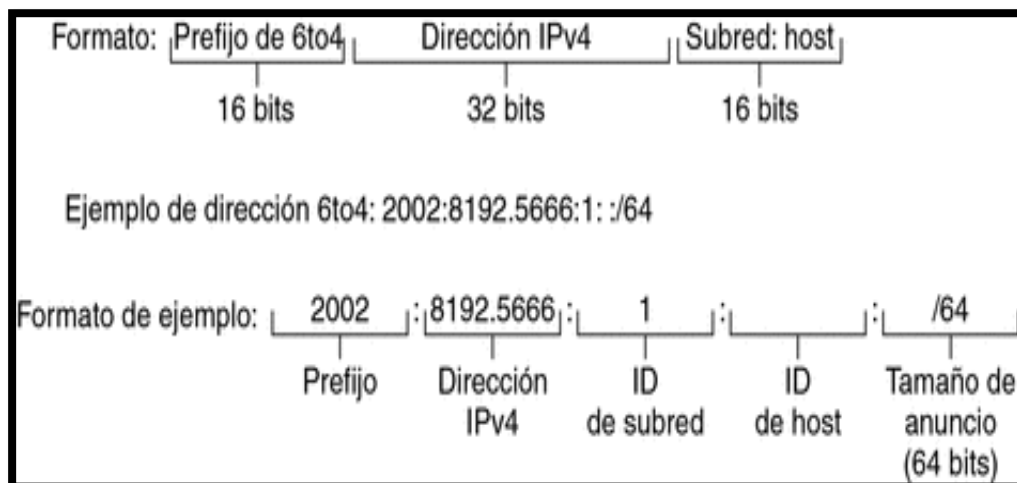 Formato: Prefijo de 6to4 Dirección IPv4 Subred: host
16 bits 32 bits 16 bits
Ejemplo de dirección 6to4: 2002:8192.5666:1: :/64
Formato de ejemplo: 2002 : 8192.5666 : 1 : : /64
Prefijo Dirección ID ID Tamaño de
IPv4 de subred de host anuncio
(64 bits)